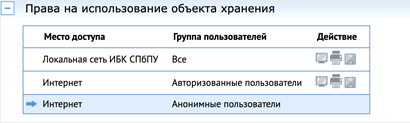 Права на использование объекта хранения
Место доступа Группа пользователей Действие
Локальная сеть ИБК СПбПУ Все
Интернет Авторизованные пользователи
Интернет Анонимные пользователи